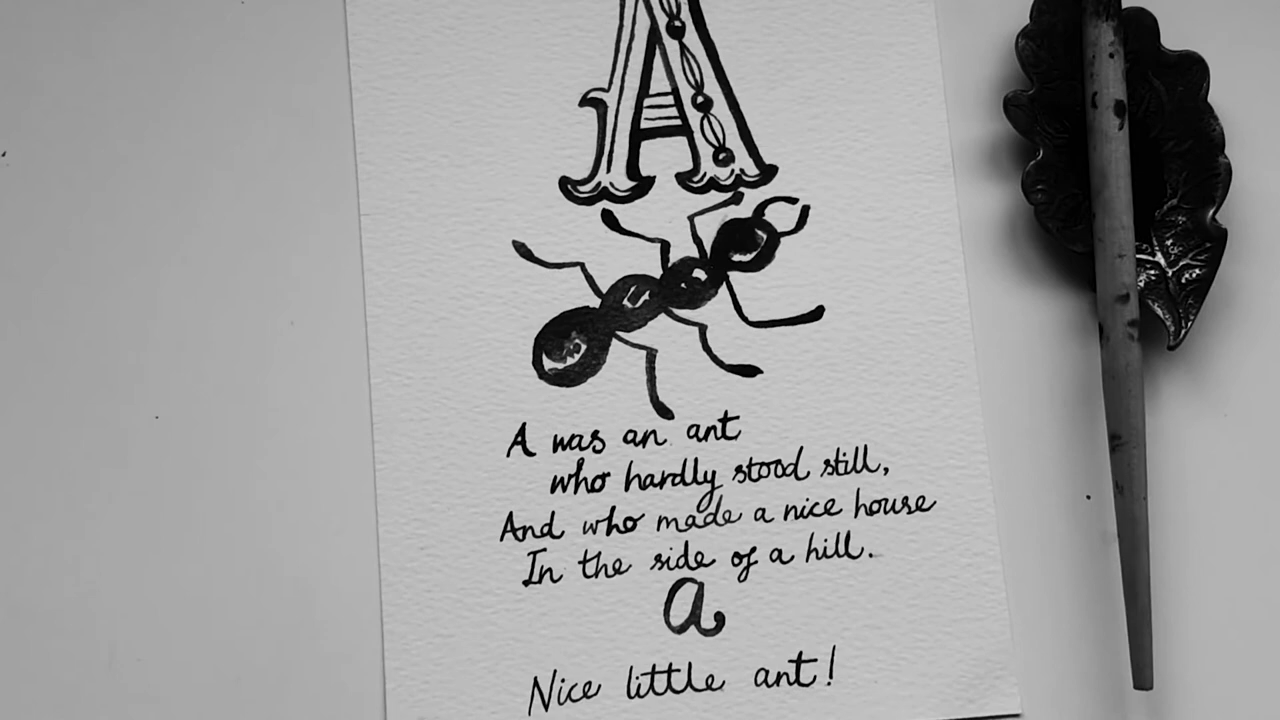 A
A was an ant
who hardly stood still,
And who made a nice house
In the side of a hill.
a
Nice little ant!